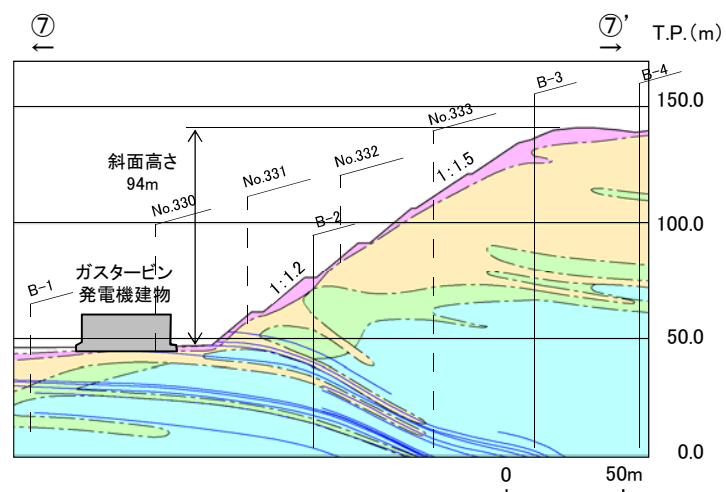 ⑦
⑦’
←
→
T.P.(m)
B-4
B-3
150.0
No.333
斜面高さ
94m
No.332
1:1.5
No.331
No.330
B-2
100.0
ガスタービン
発電機建物
1:1.2
B-1
50.0
0.0
0
50m